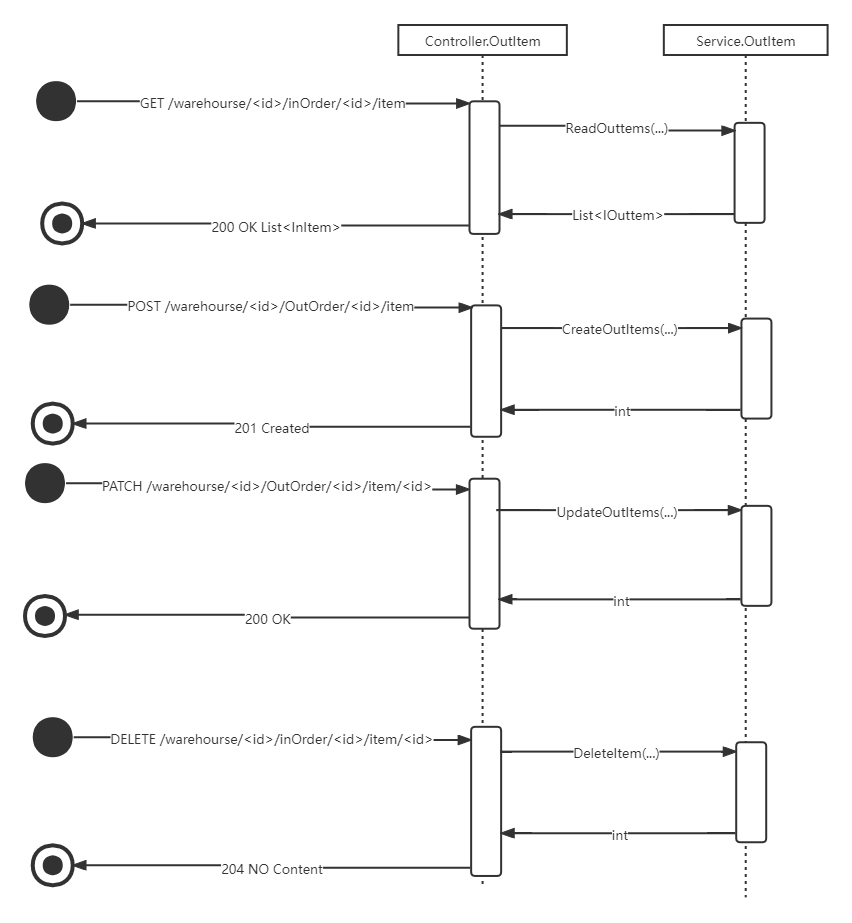 Controller.OutItem
Service.OutItem
GET /warehourse/<id>/inOrder/<id>/item
ReadOuttems(...)
List<IOuttem>
200 OK List<InItem>
POST /warehourse/<id>/OutOrder/<id>/item
CreateOutItems(...)
int
201 Created
PATCH /warehourse/<id>/OutOrder/<id>/item/<id>
UpdateOutItems(...)
int
200 OK
DELETE /warehourse/<id>/inOrder/<id>/item/<id>
DeleteItem(...)
int
204 NO Content